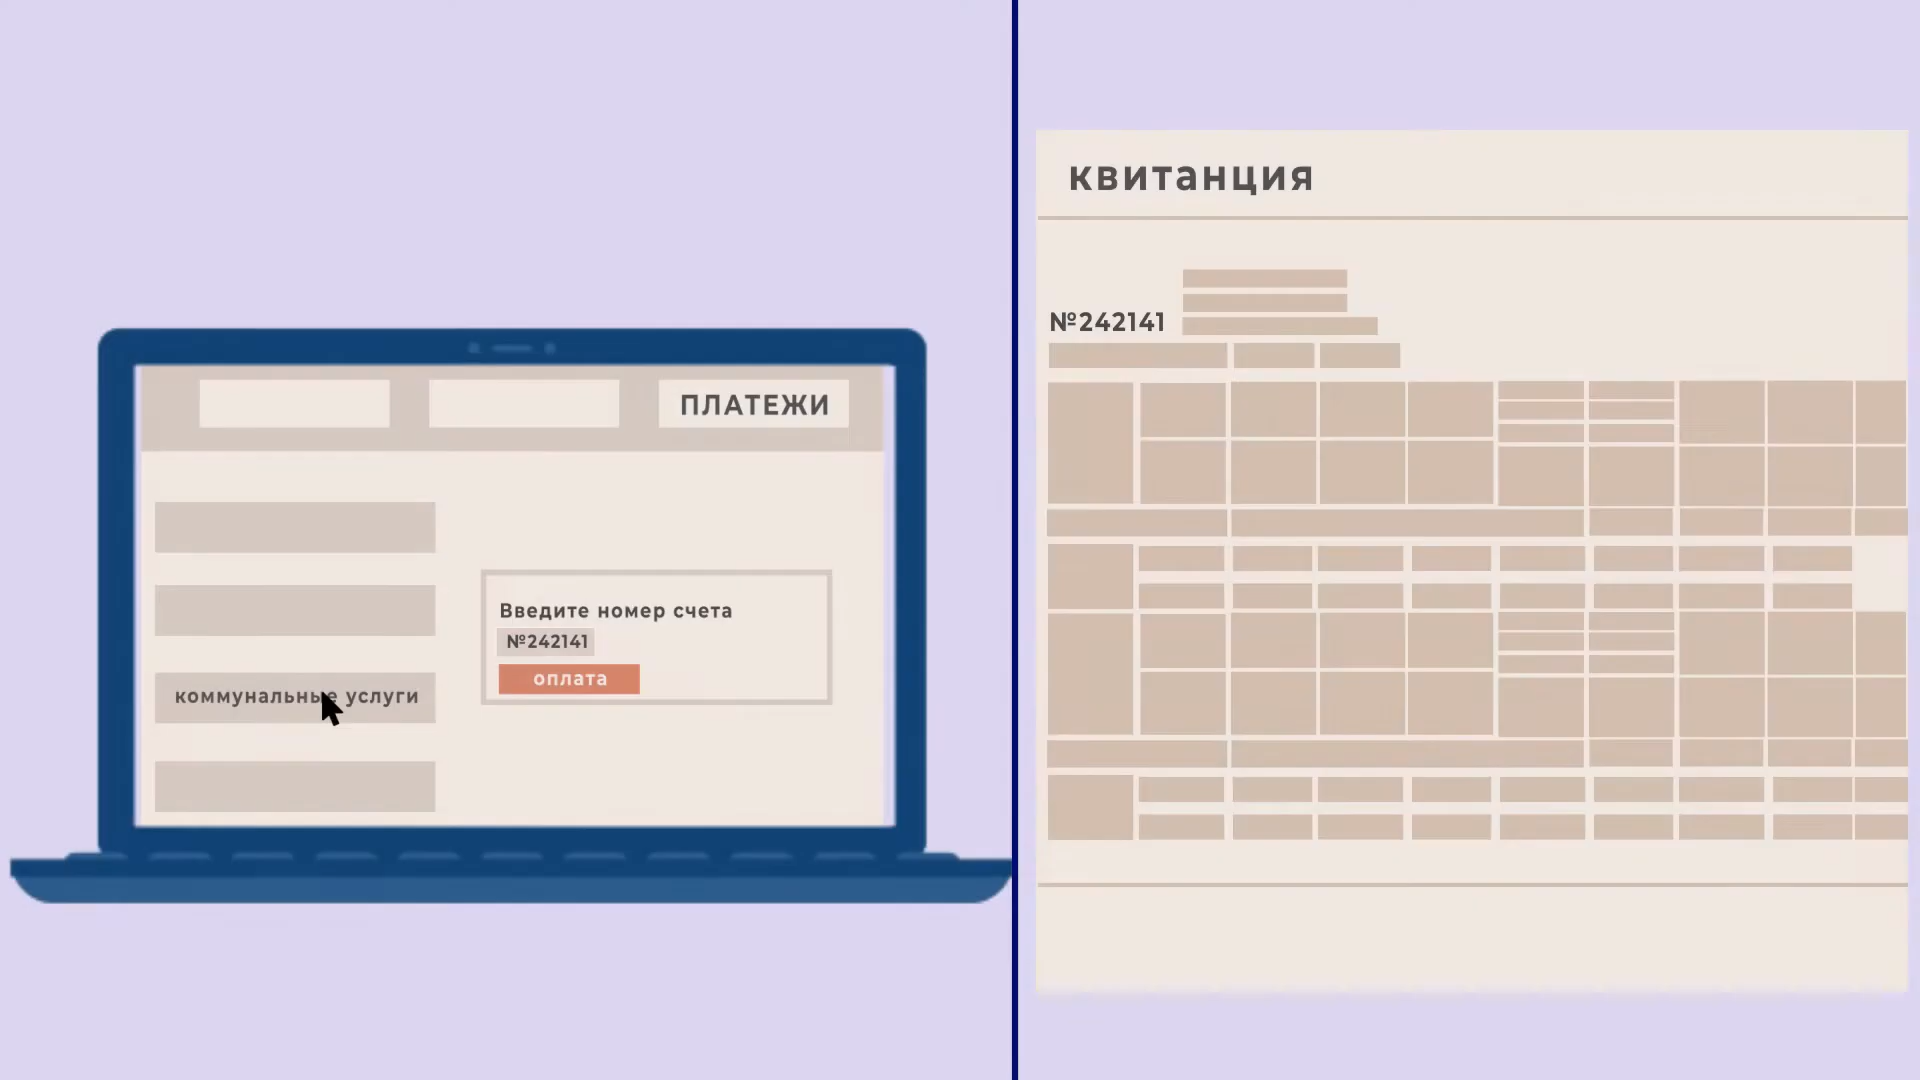 ПЛАТЕЖИ
Введите номер счета
№242141
оплата
коммунальные услуги
квитанция
№242141